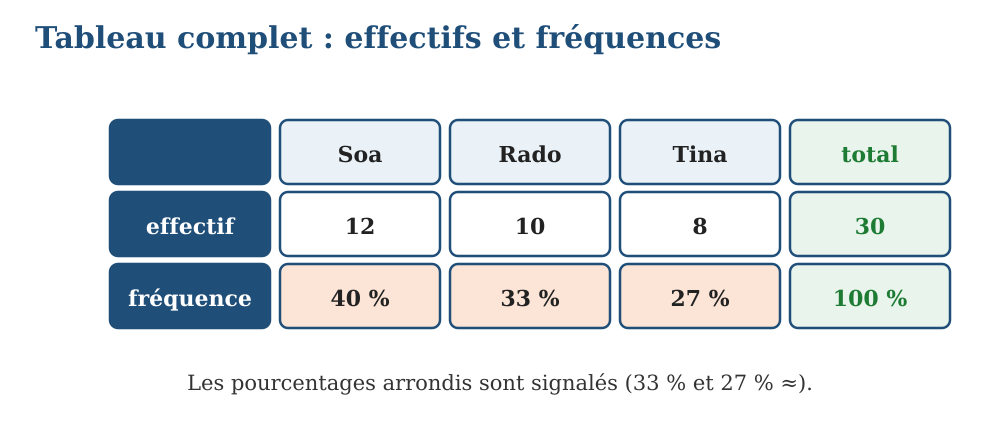 Tableau complet : effectifs et fréquences
Soa Rado Tina total
effectif 12 10 8 30
fréquence 40 % 33 % 27 % 100 %
Les pourcentages arrondis sont signalés (33 % et 27 % ≈).